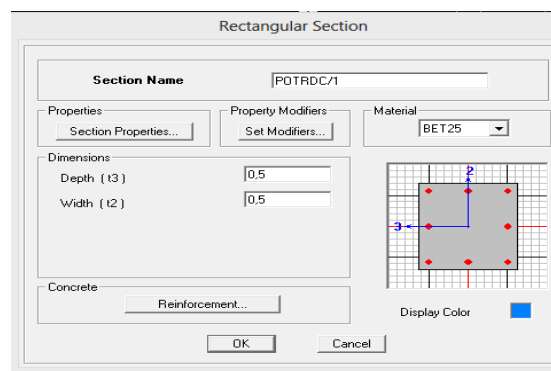 Rectangular Section
Section Name POTRDC/1
Properties Property Modifiers Material
Section Properties... Set Modifiers... BET25
Dimensions
Depth ( t3 ) 0,5
Width ( t2 ) 0,5
2
3
Concrete
Reinforcement...
Display Color
OK Cancel